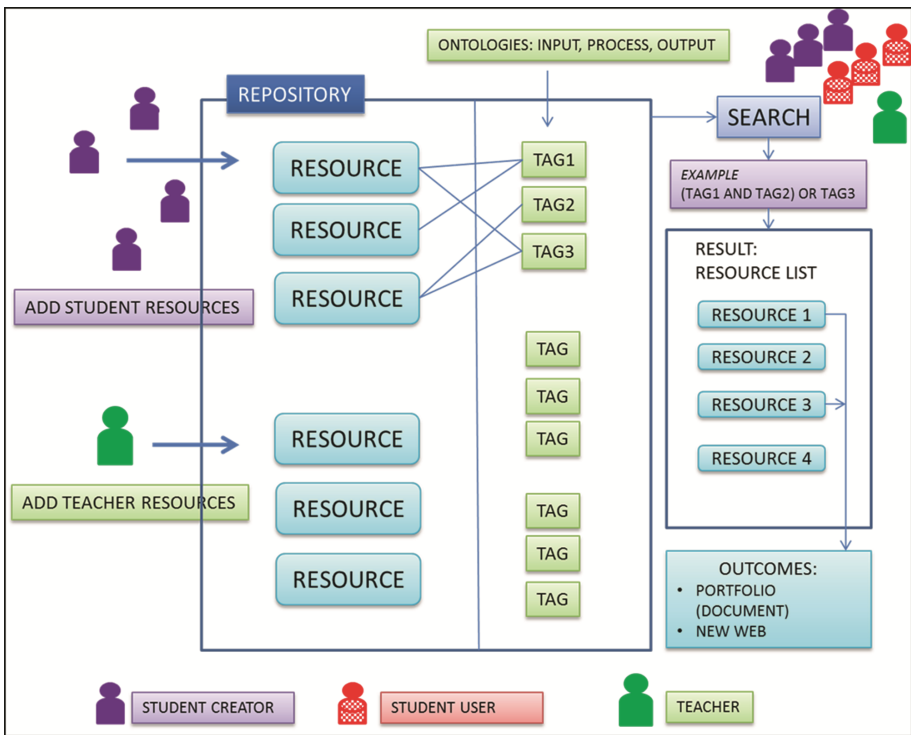 ONTOLOGIES: INPUT, PROCESS, OUTPUT
REPOSITORY
SEARCH
RESOURCE
TAG1
EXAMPLE
(TAG1 AND TAG2) OR TAG3
RESOURCE
TAG2
RESOURCE
TAG3
RESULT:
RESOURCE LIST
ADD STUDENT RESOURCES
RESOURCE 1
TAG
RESOURCE 2
TAG
RESOURCE 3
RESOURCE
TAG
RESOURCE 4
ADD TEACHER RESOURCES
RESOURCE
TAG
TAG
RESOURCE
TAG
OUTCOMES:
• PORTFOLIO
(DOCUMENT)
• NEW WEB
STUDENT CREATOR
STUDENT USER
TEACHER